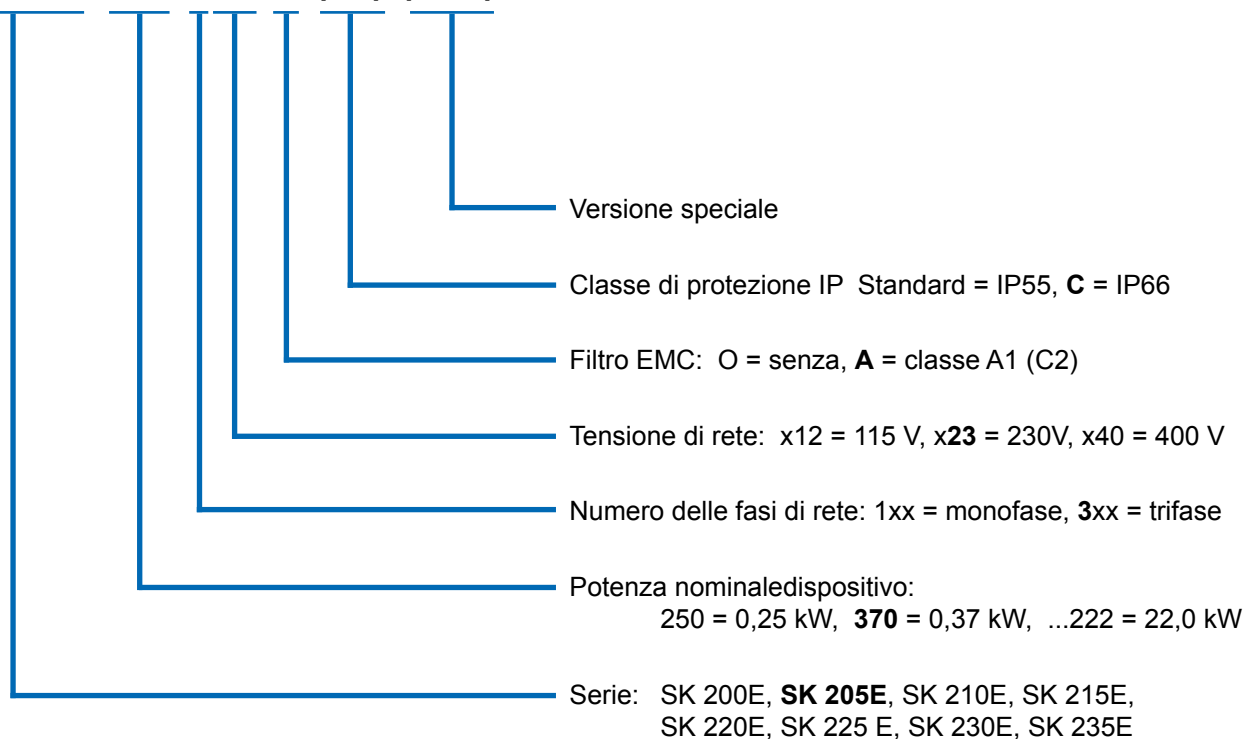 Versione speciale
Classe di protezione IP Standard = IP55, C = IP66
Filtro EMC: O = senza, A = classe A1 (C2)
Tensione di rete: x12 = 115 V, x23 = 230V, x40 = 400 V
Numero delle fasi di rete: 1xx = monofase, 3xx = trifase
Potenza nominaledispositivo:
250 = 0,25 kW, 370 = 0,37 kW, ...222 = 22,0 kW
Serie: SK 200E, SK 205E, SK 210E, SK 215E,
SK 220E, SK 225 E, SK 230E, SK 235E